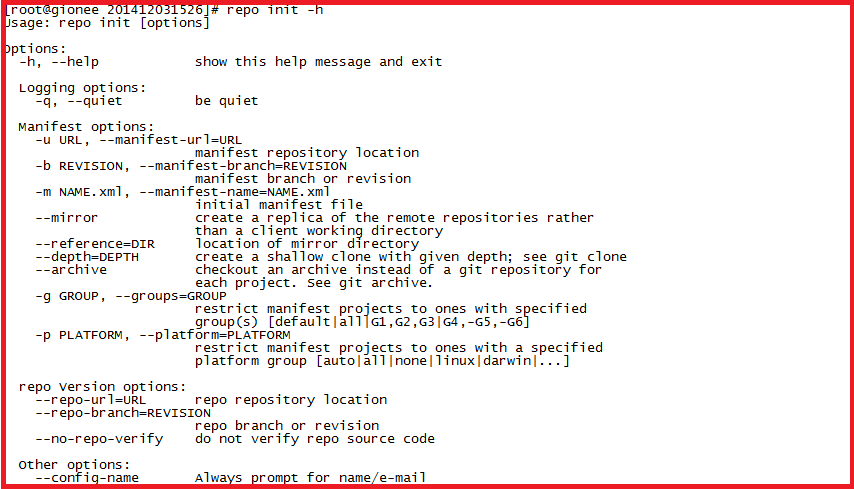 [root@gionee 201412031526]# repo init -h
Usage: repo init [options]
Options:
-h, --help show this help message and exit
Logging options:
-q, --quiet be quiet
Manifest options:
-u URL, --manifest-url=URL
manifest repository location
-b REVISION, --manifest-branch=REVISION
manifest branch or revision
-m NAME.xml, --manifest-name=NAME.xml
initial manifest file
--mirror create a replica of the remote repositories rather
than a client working directory
--reference=DIR location of mirror directory
--depth=DEPTH create a shallow clone with given depth; see git clone
--archive checkout an archive instead of a git repository for
each project. See git archive.
-g GROUP, --groups=GROUP
restrict manifest projects to ones with specified
group(s) [default|all|G1,G2,G3|G4,-G5,-G6]
-p PLATFORM, --platform=PLATFORM
restrict manifest projects to ones with a specified
platform group [auto|all|none|linux|darwin|...]
repo Version options:
--repo-url=URL repo repository location
--repo-branch=REVISION
repo branch or revision
--no-repo-verify do not verify repo source code
Other options:
--config-name Always prompt for name/e-mail